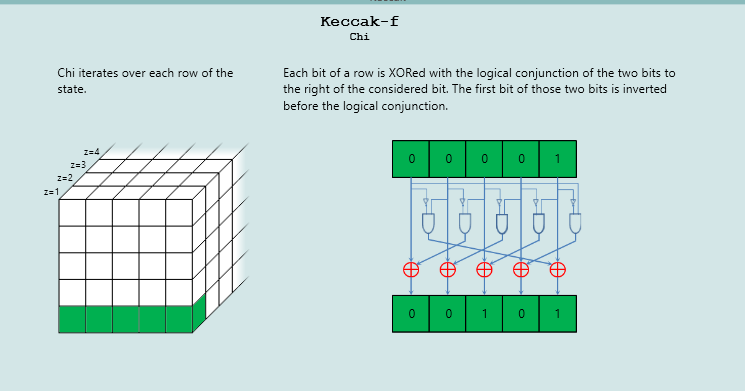 Keccak-f
Chi
Chi iterates over each row of the
state.
Each bit of a row is XORed with the logical conjunction of the two bits to
the right of the considered bit. The first bit of those two bits is inverted
before the logical conjunction.
z=4
z=3
z=2
z=1
0 0 0 0 1
0 0 1 0 1